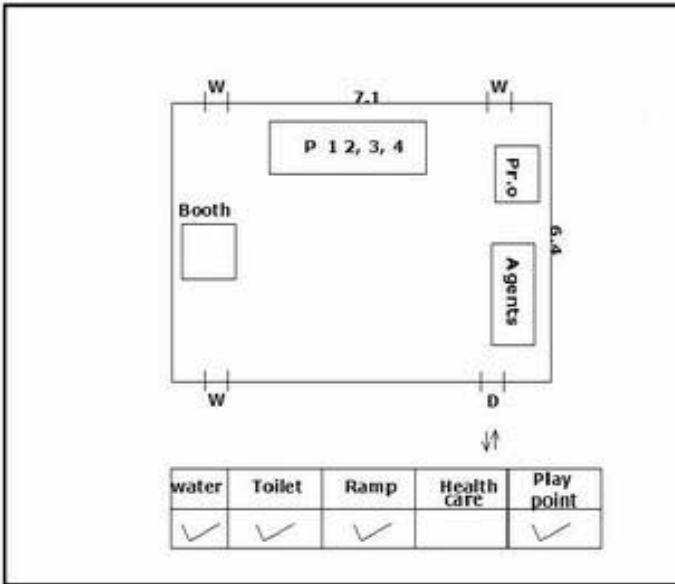 W
W
7.1
P 1 2, 3, 4
Pr.o
Booth
6.4
Agents
W
D
water Toilet Ramp Health care Play point